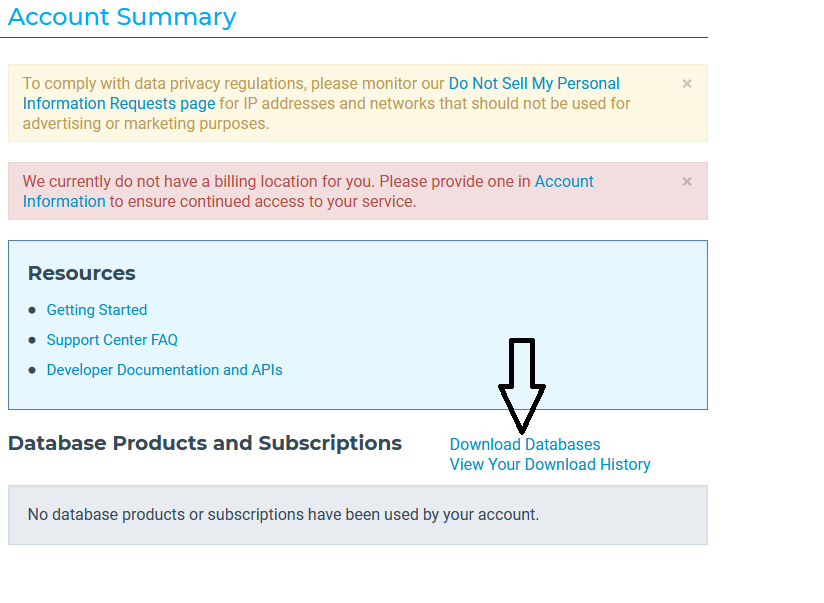 Account Summary
To comply with data privacy regulations, please monitor our Do Not Sell My Personal
Information Requests page for IP addresses and networks that should not be used for
advertising or marketing purposes.
×
We currently do not have a billing location for you. Please provide one in Account
Information to ensure continued access to your service.
×
Resources
• Getting Started
• Support Center FAQ
• Developer Documentation and APIs
Database Products and Subscriptions
Download Databases
View Your Download History
No database products or subscriptions have been used by your account.